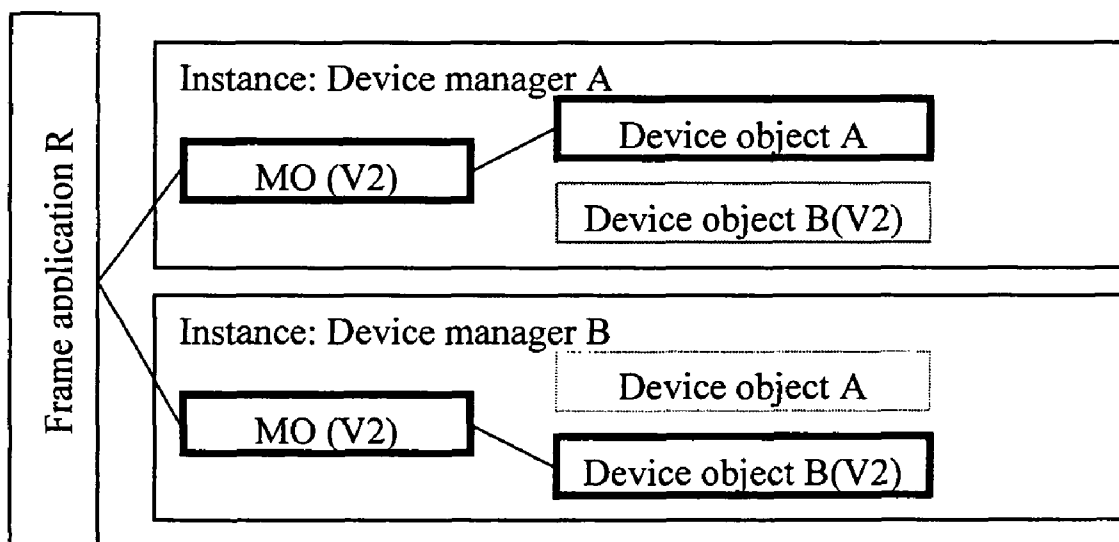 Frame application R
Instance: Device manager A
MO (V2)
Device object A
Device object B(V2)
Instance: Device manager B
MO (V2)
Device object A
Device object B(V2)